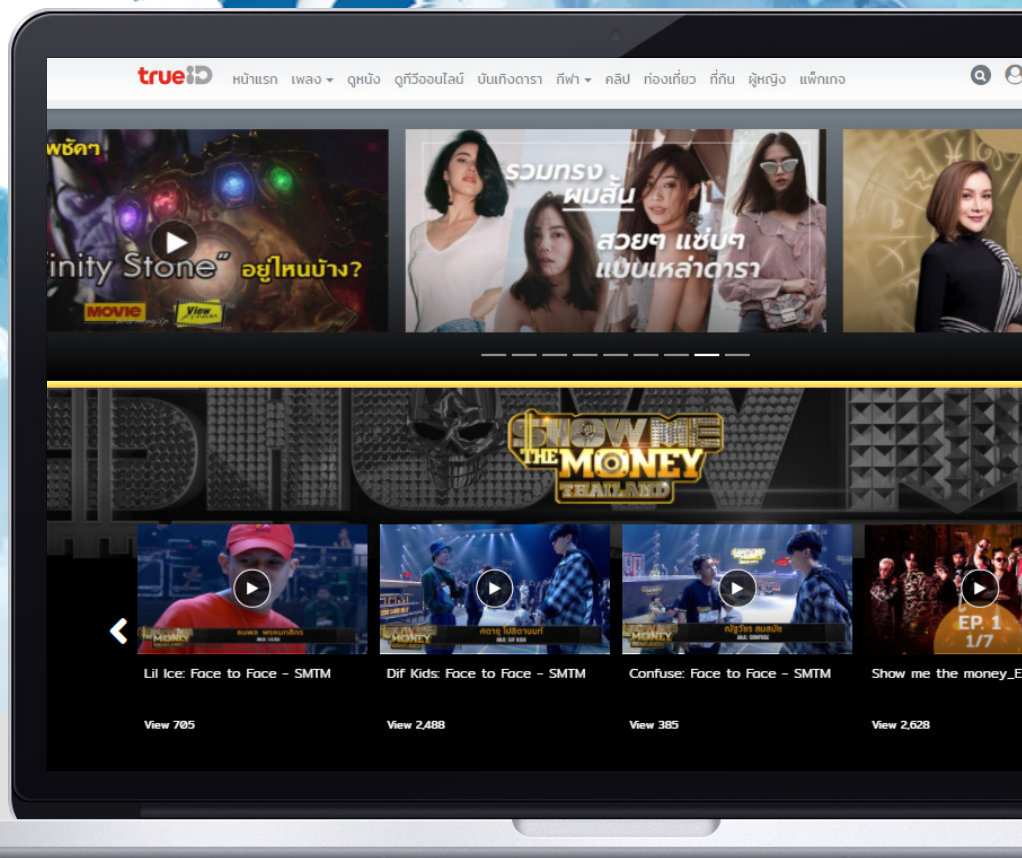 trueiD
หน้าแรก เพลง ดูหนัง ดูทีวีออนไลน์ บันเทิงดารา กีฬา คลิป ท่องเที่ยว ที่กิน ผู้หญิง แพ็กเกจ
พชัดๆ
inity Stone" อยู่ไหนบ้าง?
MOVIE View
รวมทรง
ผมสั้น
สวยๆ แซ่บๆ
แบบเหล่าดารา
SHOW ME
THE MONEY
THAILAND
EP. 1
1/7
Lil Ice: Face to Face - SMTM
Dif Kids: Face to Face - SMTM
Confuse: Face to Face - SMTM
Show me the money_E
View 705
View 2,488
View 385
View 2,628